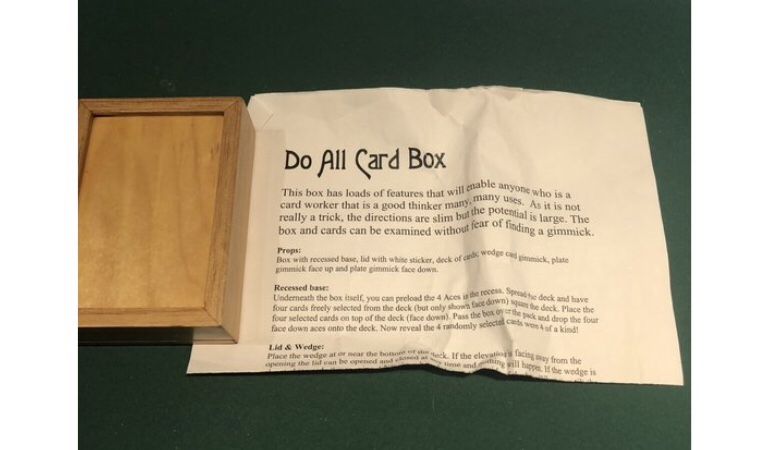 Do All Card Box
This box has loads of features that will enable anyone who is a
card worker that is a good thinker many, many uses. As it is not
really a trick, the directions are slim but the potential is large. The
box and cards can be examined without fear of finding a gimmick.
Props:
Box with recessed base, lid with white sticker, deck of cards, wedge card gimmick, plate
gimmick face up and plate gimmick face down.
Recessed base:
Underneath the box itself, you can preload the 4 Aces in the recess. Spread the deck and have
four cards freely selected from the deck (but only shown face down) square the deck. Place the
four selected cards on top of the deck (face down). Pass the box over the pack and drop the four
face down aces onto the deck. Now reveal the 4 randomly selected cards were 4 of a kind!
Lid & Wedge:
Place the wedge at or near the bottom of the deck. If the elevation is facing away from the
opening the lid can be opened and closed at any time and nothing will happen. If the wedge is